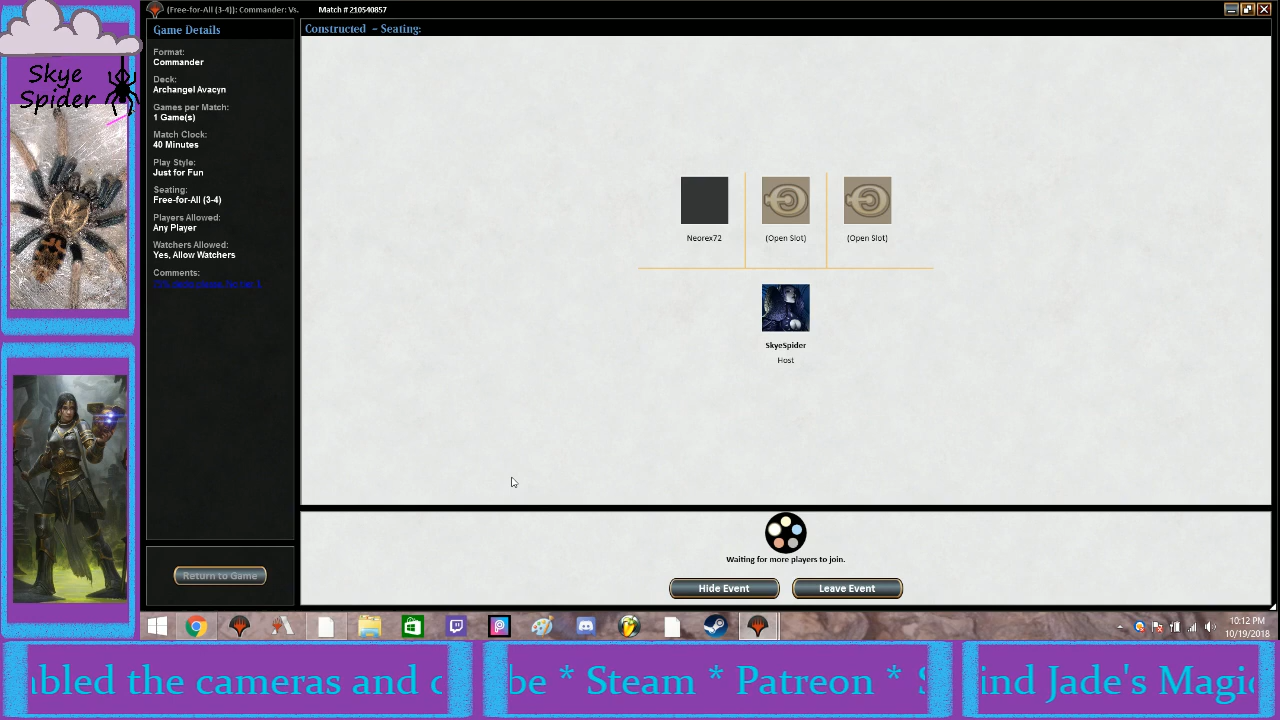 (Free-for-All (3-4)): Commander: Vs.
Match # 210540857
Skye
Spider
Game Details
Format:
Commander
Deck:
Archangel Avacyn
Games per Match:
1 Game(s)
Match Clock:
40 Minutes
Play Style:
Just for Fun
Seating:
Free-for-All (3-4)
Players Allowed:
Any Player
Watchers Allowed:
Yes, Allow Watchers
Comments:
Return to Game
Constructed - Seating:
Neorex72
(Open Slot)
(Open Slot)
SkyeSpider
Host
Waiting for more players to join.
Hide Event
Leave Event
10:12 PM
10/19/2018
abled the cameras and
be * Steam * Patreon *
ind Jade's Magic